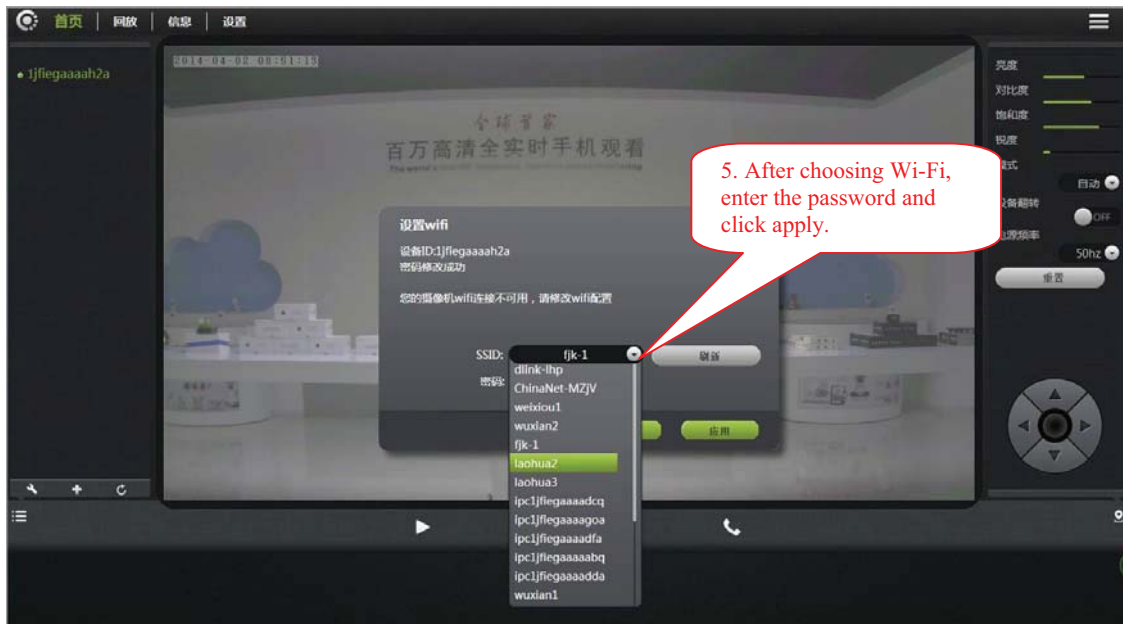 首页 回放 信息 设置
1jfiegaaaah2a
2014-04-02 08:51:13
全球管家
百万高清全实时手机观看
5. After choosing Wi-Fi,
enter the password and
click apply.
设置wifi
设备ID:1jfiegaaaah2a
密码修改成功
您的摄像机wifi连接不可用，请修改wifi配置
SSID: fjk-1 刷新
密码:
dlink-lhp
ChinaNet-MZjV
weixiou1
wuxian2
fjk-1
laohua2
laohua3
ipc1jfiegaaaadcq
ipc1jfiegaaaagoa
ipc1jfiegaaaadfa
ipc1jfiegaaaaabq
ipc1jfiegaaaadda
wuxian1
应用
亮度
对比度
饱和度
锐度
模式
自动
设备翻转
OFF
电源频率
50hz
重置